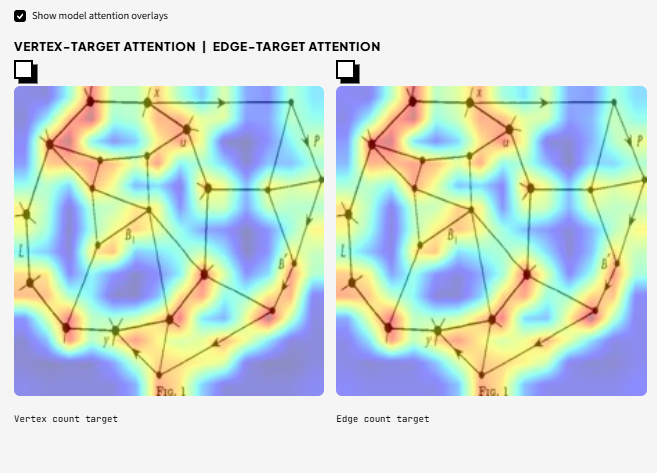 Show model attention overlays
VERTEX-TARGET ATTENTION | EDGE-TARGET ATTENTION
x
u
P
B₁
L
B'
y
FIG. 1
x
u
P
B₁
L
B'
y
FIG. 1
Vertex count target
Edge count target